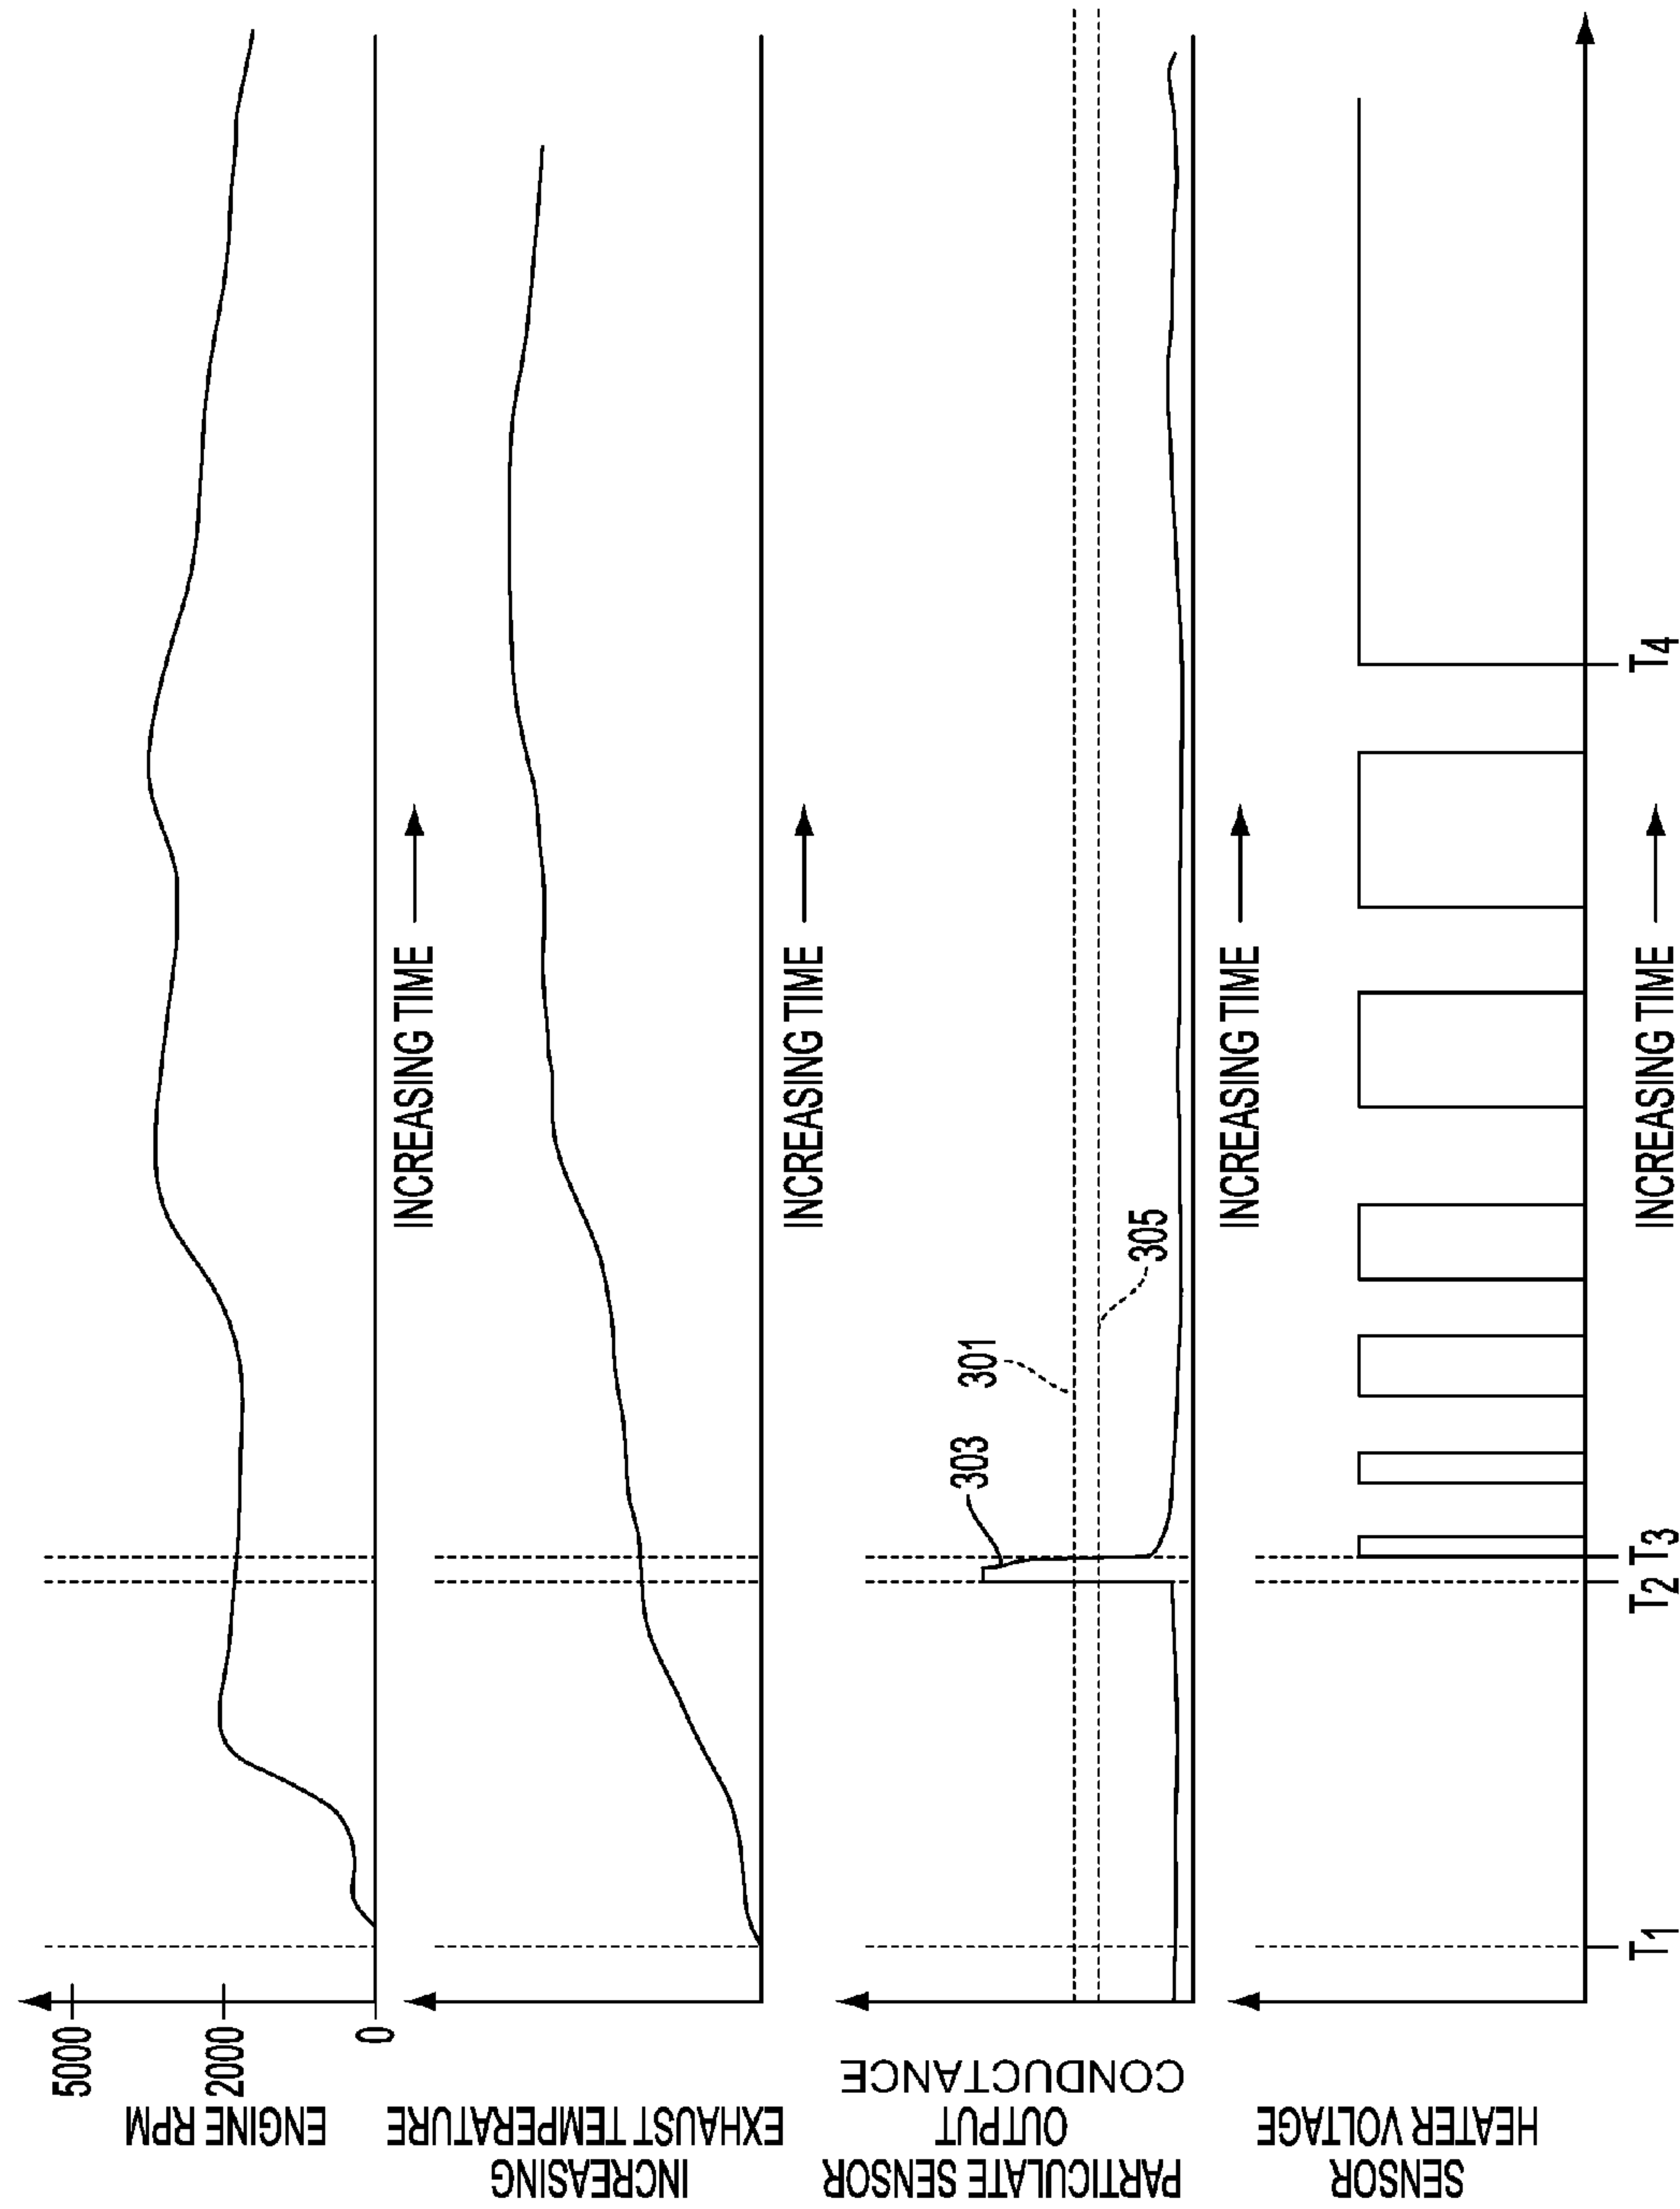 5000
2000
0
ENGINE RPM
INCREASING TIME
INCREASING
EXHAUST TEMPERATURE
INCREASING TIME
PARTICULATE SENSOR
OUTPUT
CONDUCTANCE
303
301
305
INCREASING TIME
SENSOR
HEATER VOLTAGE
T1
T2
T3
T4
INCREASING TIME